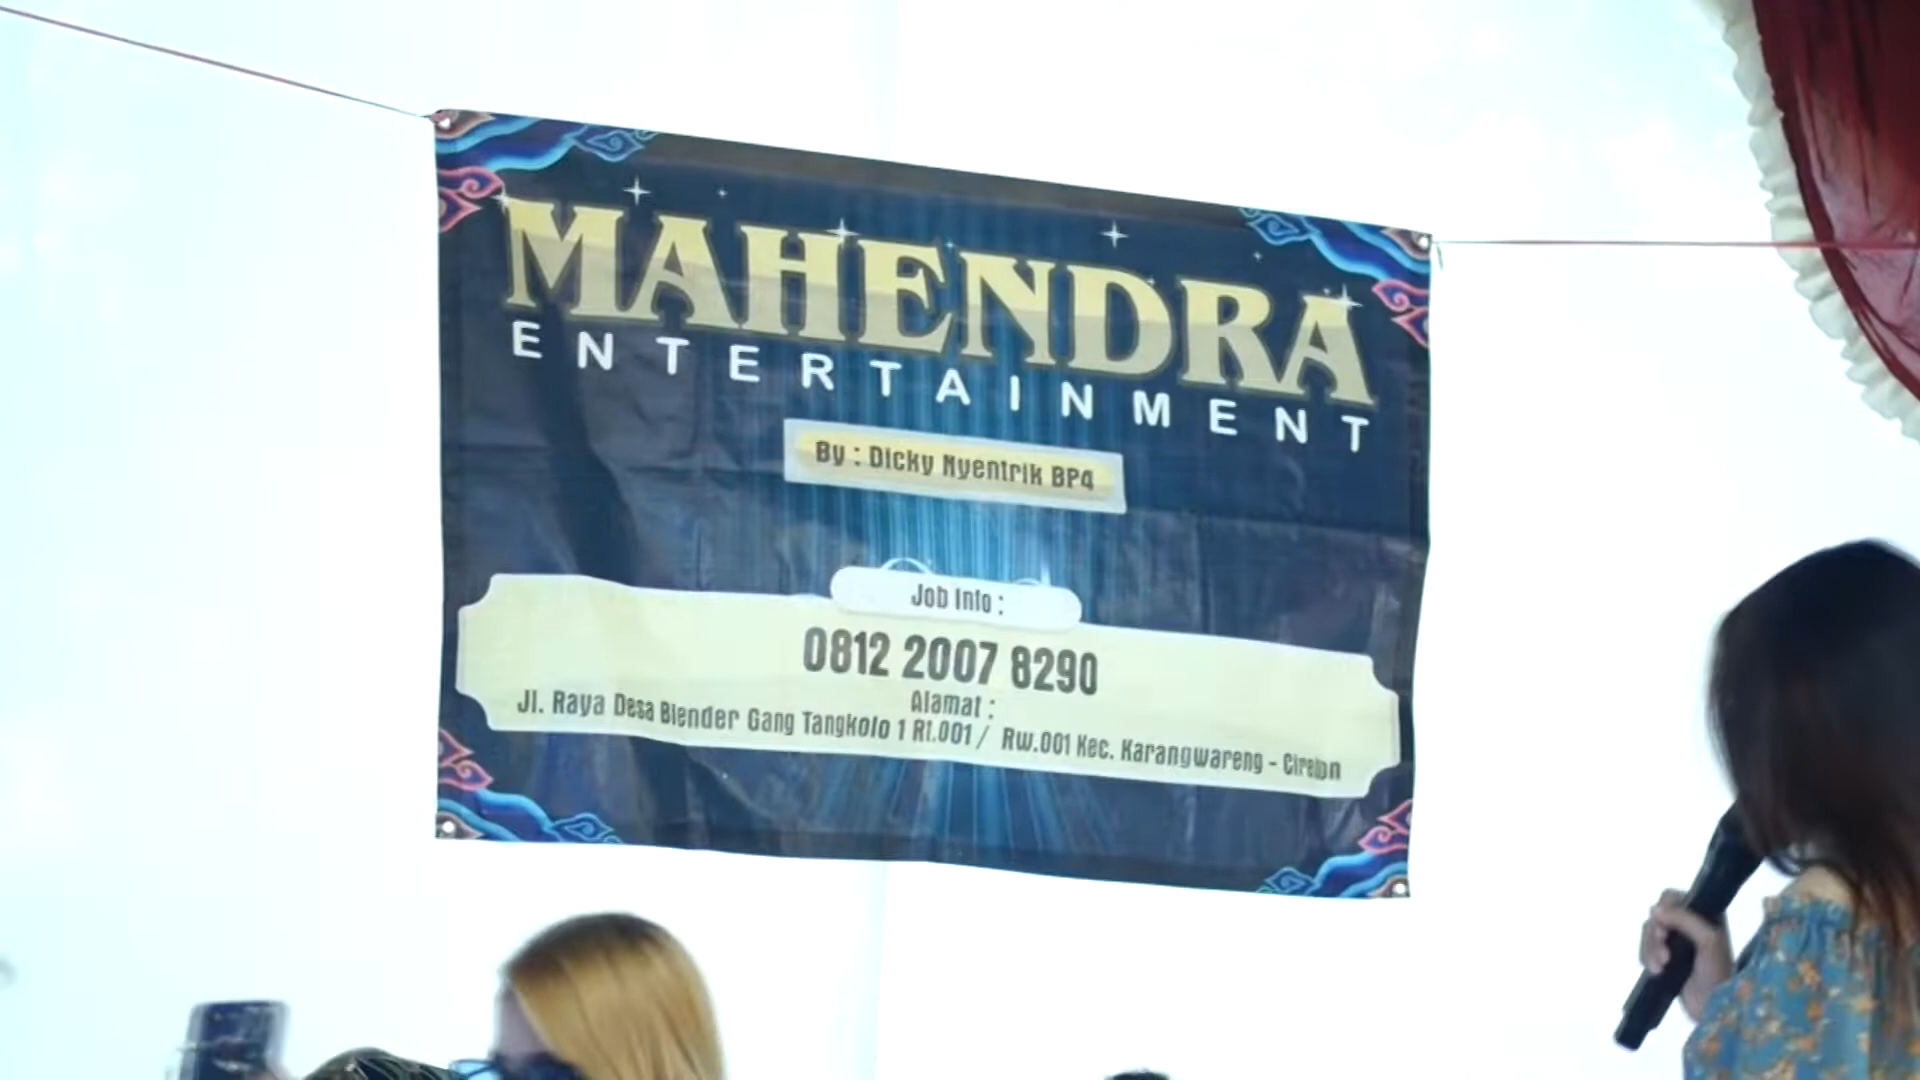 MAHENDRA
ENTERTAINMENT
By : Dicky Nyentrik BP4
Job Info :
0812 2007 8290
Alamat :
Jl. Raya Desa Blender Gang Tangkolo 1 Rt.001 / Rw.001 Kec. Karangwareng - Cirebon